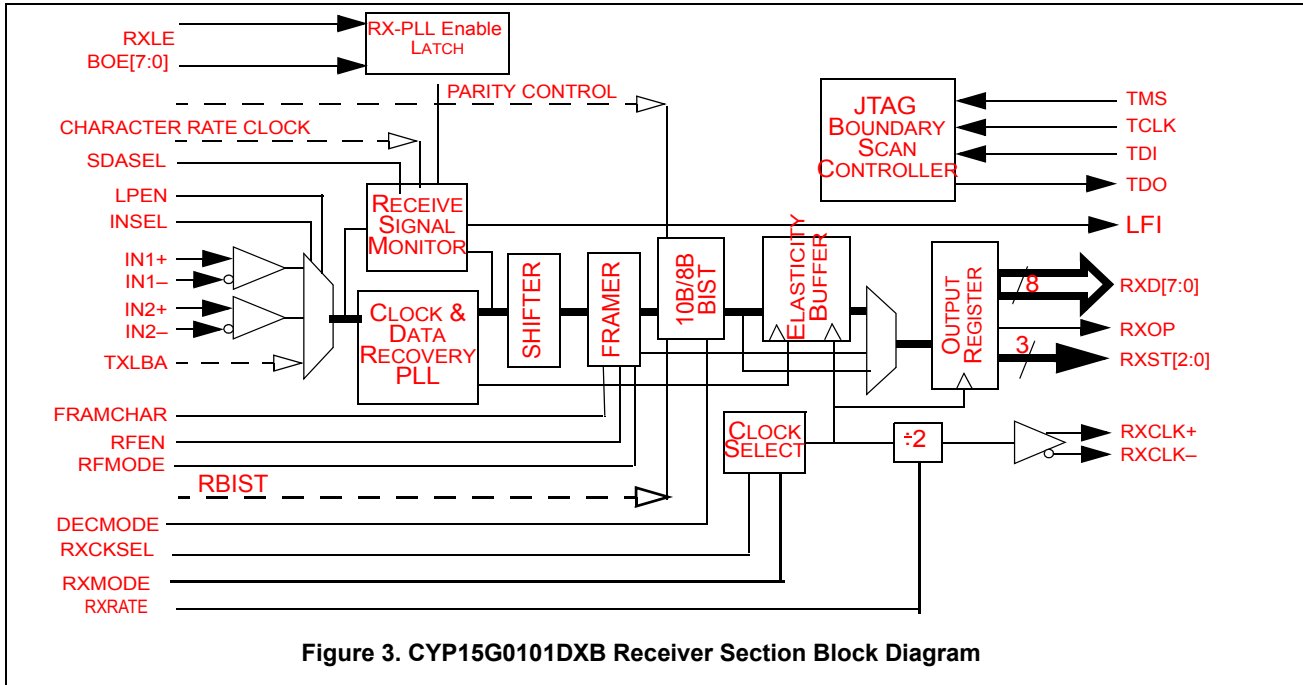 RXLE
BOE[7:0]
RX-PLL Enable
LATCH
PARITY CONTROL
CHARACTER RATE CLOCK
SDASEL
LPEN
INSEL
IN1+
IN1–
IN2+
IN2–
TXLBA
RECEIVE
SIGNAL
MONITOR
CLOCK &
DATA
RECOVERY
PLL
SHIFTER
FRAMER
10B/8B
BIST
ELASTICITY
BUFFER
OUTPUT
REGISTER
JTAG
BOUNDARY
SCAN
CONTROLLER
TMS
TCLK
TDI
TDO
LFI
8
RXD[7:0]
RXOP
3
RXST[2:0]
FRAMCHAR
RFEN
RFMODE
RBIST
DECMODE
RXCKSEL
RXMODE
RXRATE
CLOCK
SELECT
÷2
RXCLK+
RXCLK–
Figure 3. CYP15G0101DXB Receiver Section Block Diagram